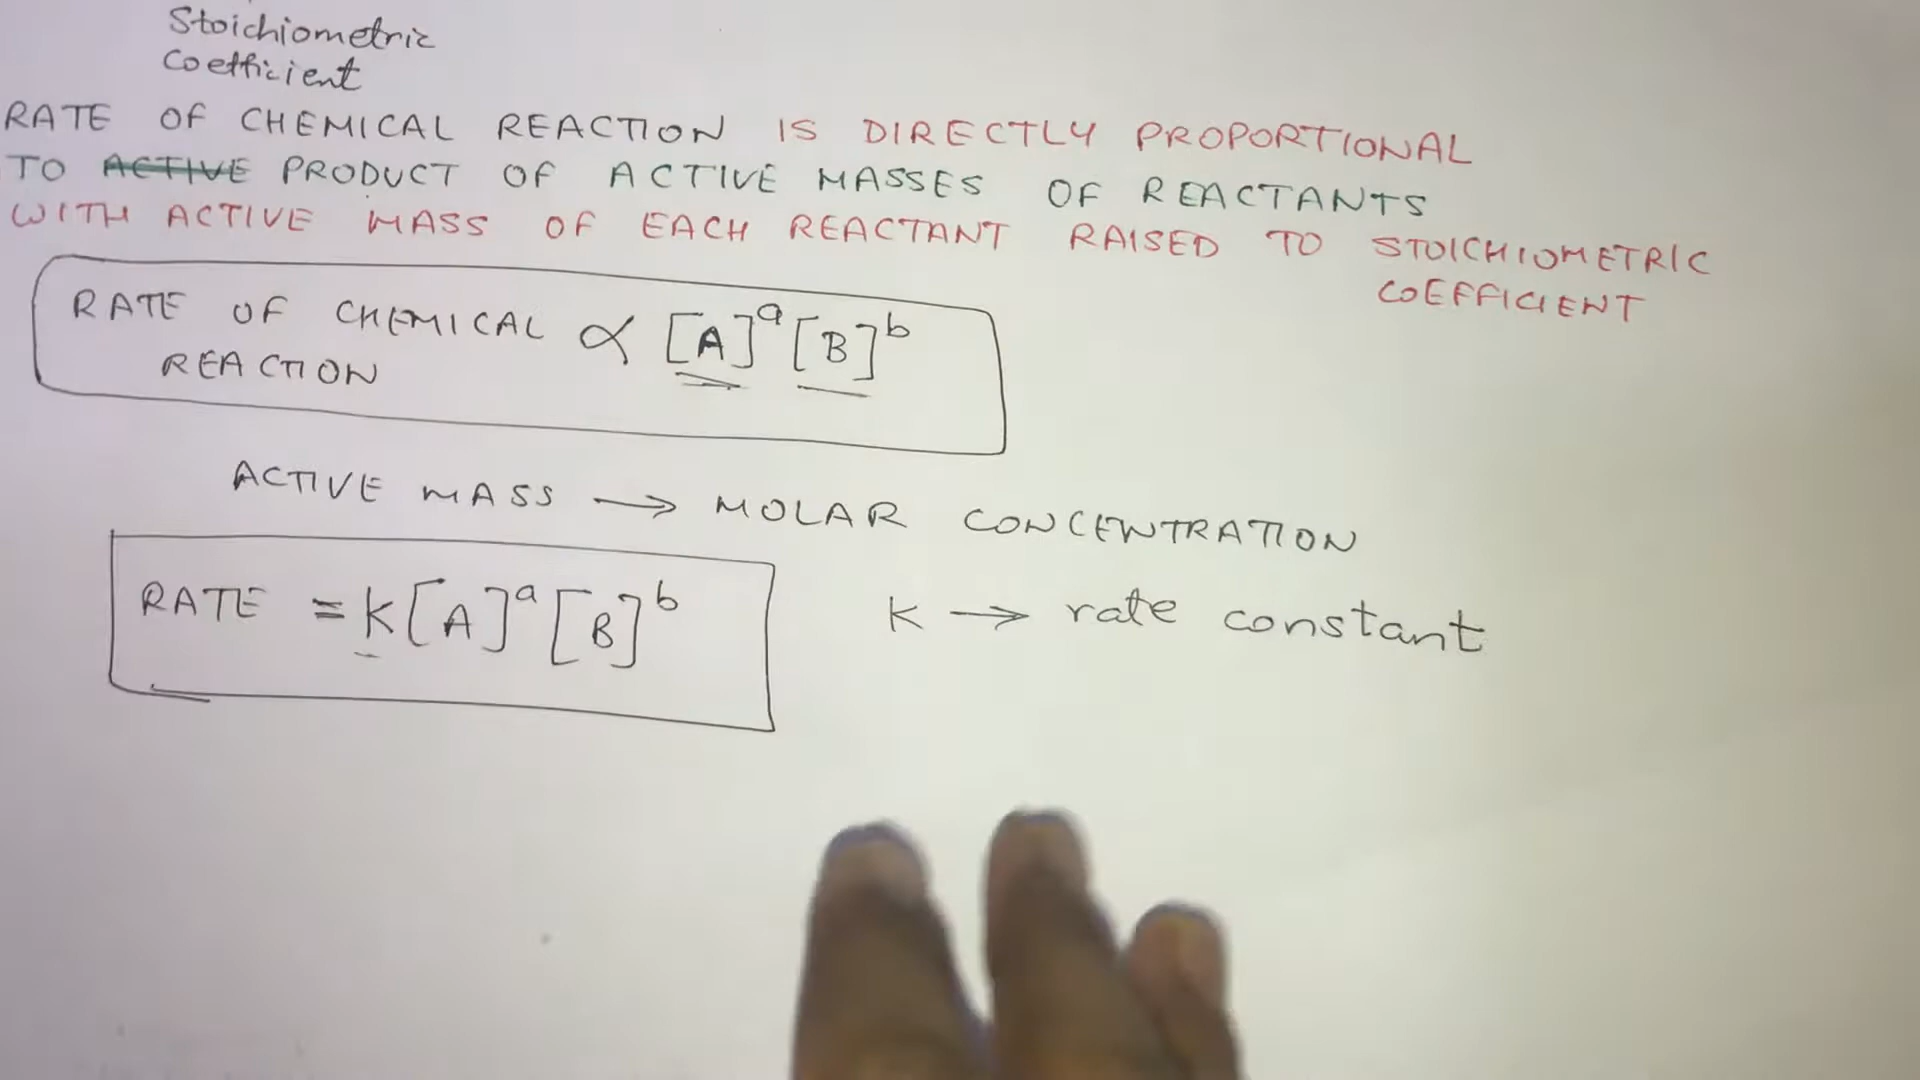 Stoichiometric
Coefficient
RATE OF CHEMICAL REACTION IS DIRECTLY PROPORTIONAL
TO ACTIVE PRODUCT OF ACTIVE MASSES OF REACTANTS
WITH ACTIVE MASS OF EACH REACTANT RAISED TO STOICHIOMETRIC
COEFFICIENT
RATE OF CHEMICAL ∝ [A]^a [B]^b
REACTION
ACTIVE MASS → MOLAR CONCENTRATION
RATE = K[A]^a [B]^b
K → rate constant